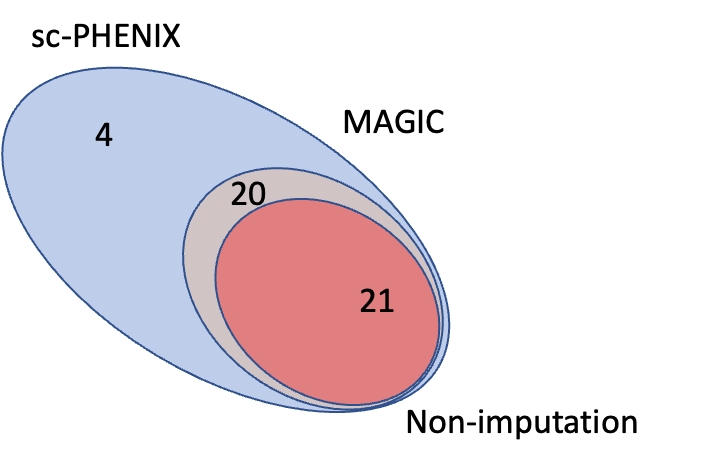 sc-PHENIX
MAGIC
4
20
21
Non-imputation